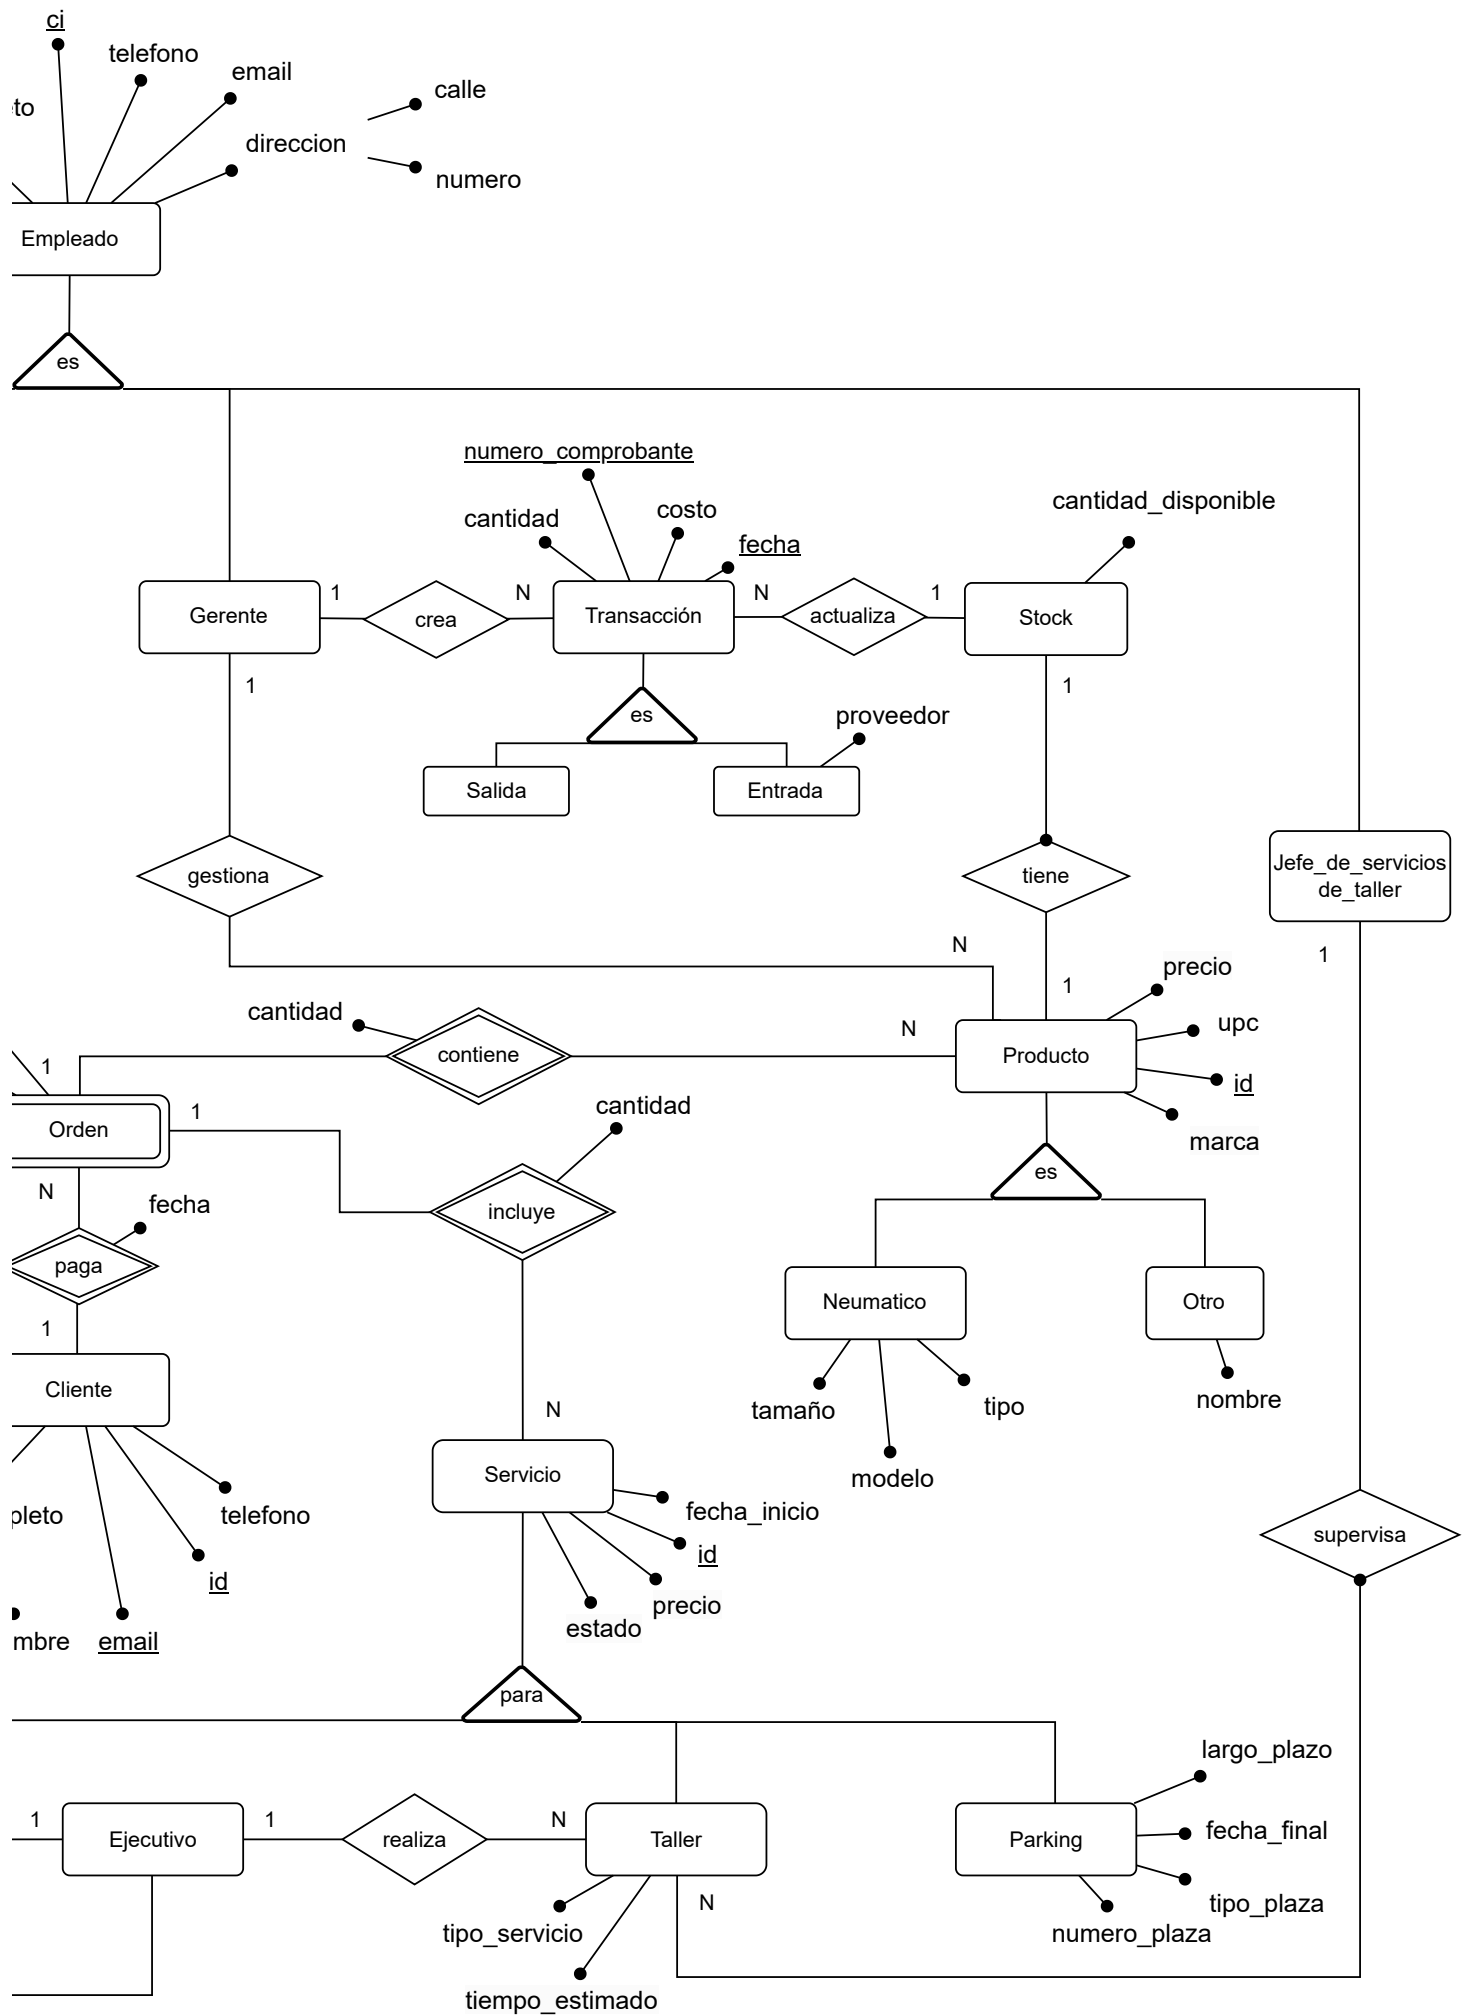 ci
telefono
email
calle
direccion
numero
Empleado
es
numero_comprobante
cantidad
costo
fecha
cantidad_disponible
Gerente
1
crea
N
Transacción
N
actualiza
1
Stock
1
1
es
proveedor
Salida
Entrada
gestiona
tiene
Jefe_de_servicios
de_taller
N
1
1
precio
cantidad
contiene
N
Producto
upc
id
marca
1
Orden
1
cantidad
es
N
fecha
incluye
paga
1
Neumatico
Otro
Cliente
tamaño
tipo
nombre
modelo
N
Servicio
fecha_inicio
id
precio
estado
telefono
id
email
supervisa
para
largo_plazo
1
Ejecutivo
1
realiza
N
Taller
Parking
fecha_final
tipo_plaza
numero_plaza
N
tipo_servicio
tiempo_estimado